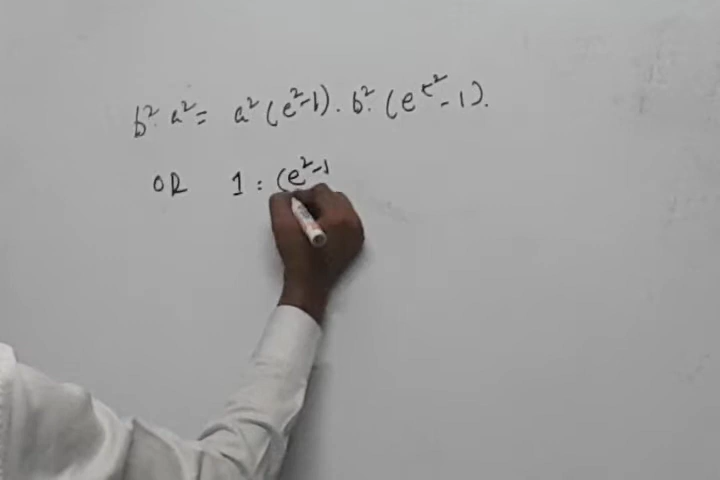 b². a² = a² (e²-1). b². (e'²-1).
OR 1 = (e²-1